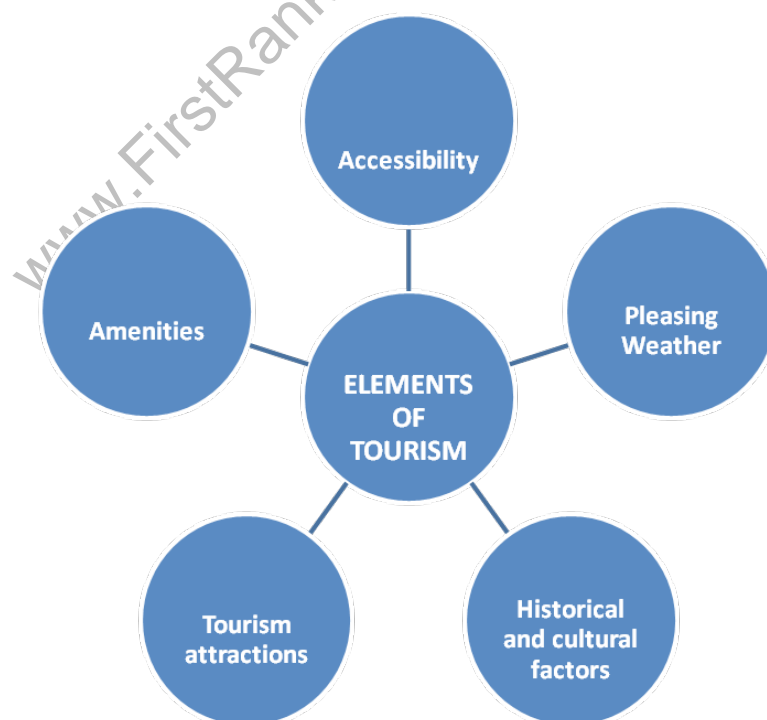 www.FirstRan
Accessibility
Pleasing
Weather
Historical
and cultural
factors
Tourism
attractions
Amenities
ELEMENTS
OF
TOURISM